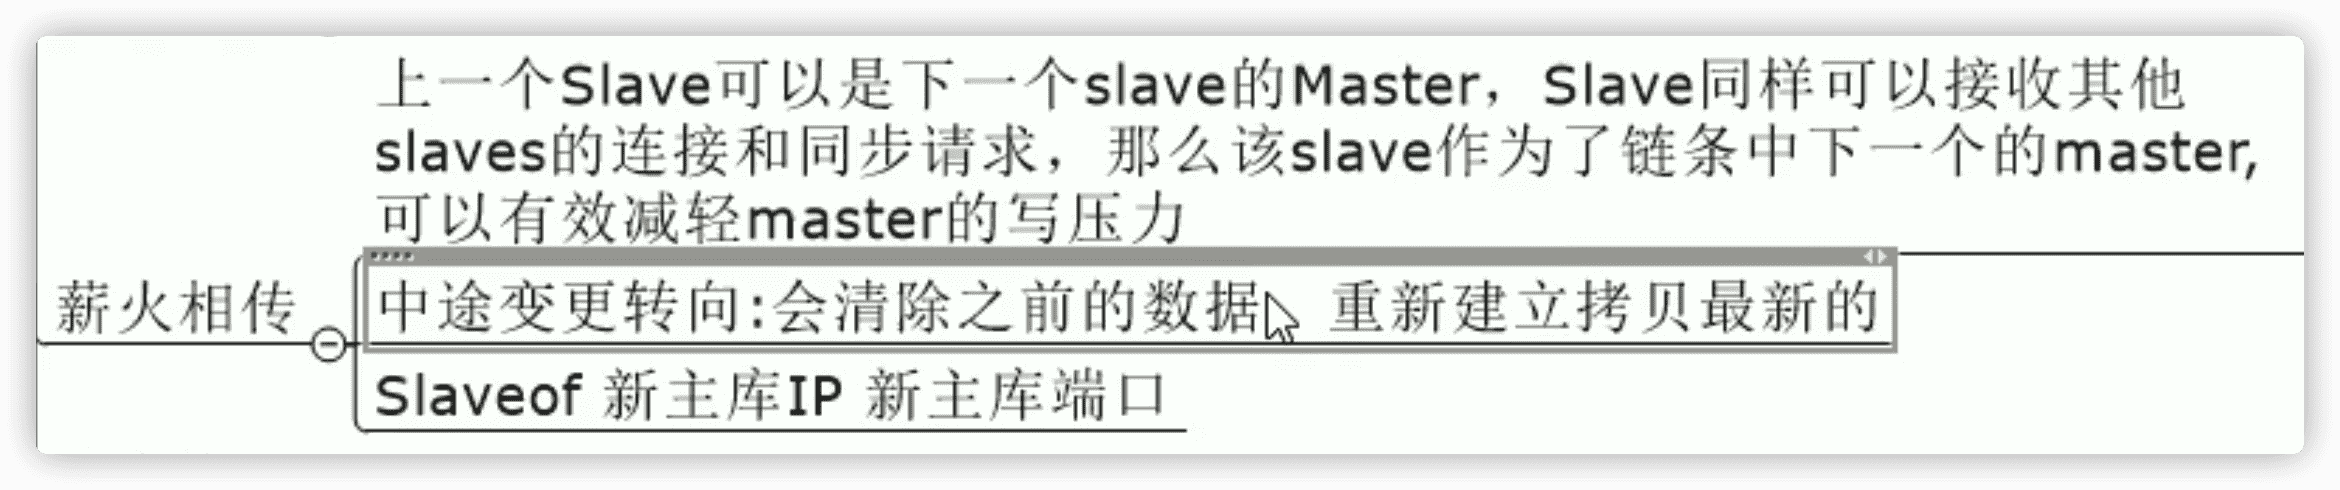 上一个Slave可以是下一个slave的Master，Slave同样可以接收其他
slaves的连接和同步请求，那么该slave作为了链条中下一个的master,
可以有效减轻master的写压力
薪火相传
中途变更转向:会清除之前的数据 重新建立拷贝最新的
Slaveof 新主库IP 新主库端口